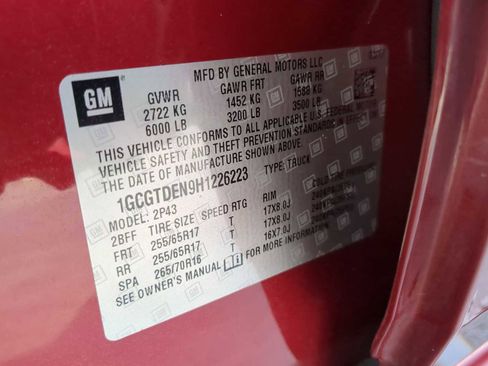 MFD BY GENERAL MOTORS LLC
GM
GVWR GAWR FRT GAWR RR
2722 KG 1452 KG 1588 KG
6000 LB 3200 LB 3500 LB
THIS VEHICLE CONFORMS TO ALL APPLICABLE U.S. FEDERAL MOTOR
VEHICLE SAFETY AND THEFT PREVENTION STANDARDS IN EFFECT ON
THE DATE OF MANUFACTURE SHOWN ABOVE.
1GCGTDEN9H1226223 TYPE: TRUCK
MODEL: 2P43
2BFF TIRE SIZE SPEED RTG RIM COLD TIRE PRESSURE
FRT 255/65R17 T 17X8.0J
RR 255/65R17 T 17X8.0J
SPA 265/70R16 T 16X7.0J
SEE OWNER'S MANUAL FOR MORE INFORMATION.